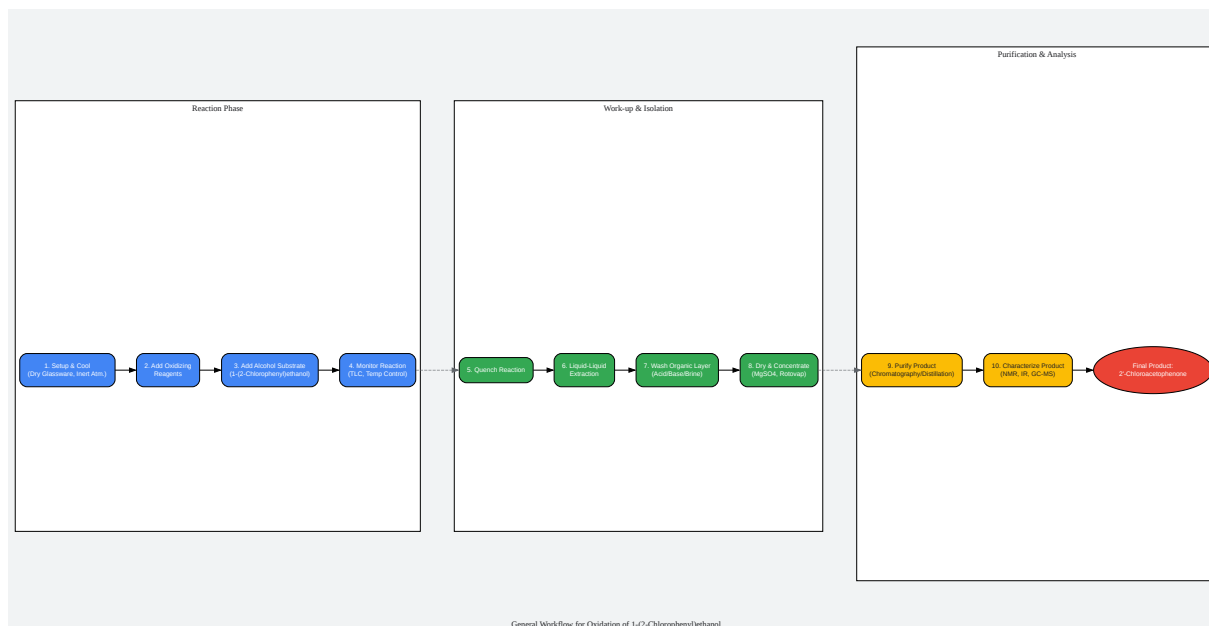 Purification & Analysis
Reaction Phase
Work-up & Isolation
1. Setup & Cool
(Dry Glassware, Inert Atm.)
2. Add Oxidizing
Reagents
3. Add Alcohol Substrate
(1-(2-Chlorophenyl)ethanol)
4. Monitor Reaction
(TLC, Temp Control)
5. Quench Reaction
6. Liquid-Liquid
Extraction
7. Wash Organic Layer
(Acid/Base/Brine)
8. Dry & Concentrate
(MgSO4, Rotovap)
9. Purify Product
(Chromatography/Distillation)
10. Characterize Product
(NMR, IR, GC-MS)
Final Product:
2'-Chloroacetophenone
General Workflow for Oxidation of 1-(2-Chlorophenyl)ethanol